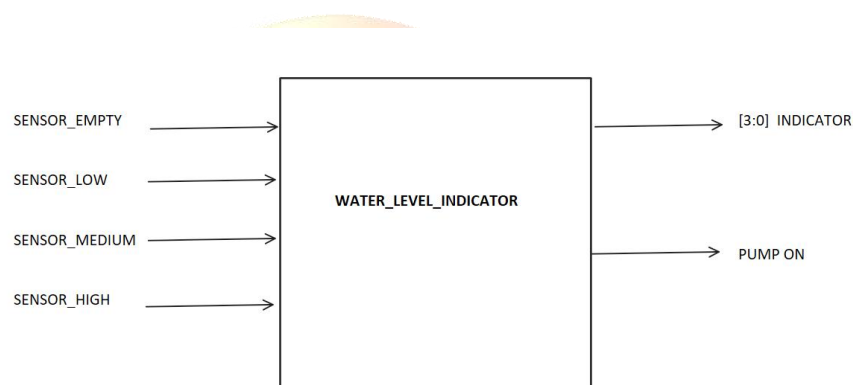 SENSOR_EMPTY
SENSOR_LOW
SENSOR_MEDIUM
SENSOR_HIGH
WATER_LEVEL_INDICATOR
[3:0] INDICATOR
PUMP ON